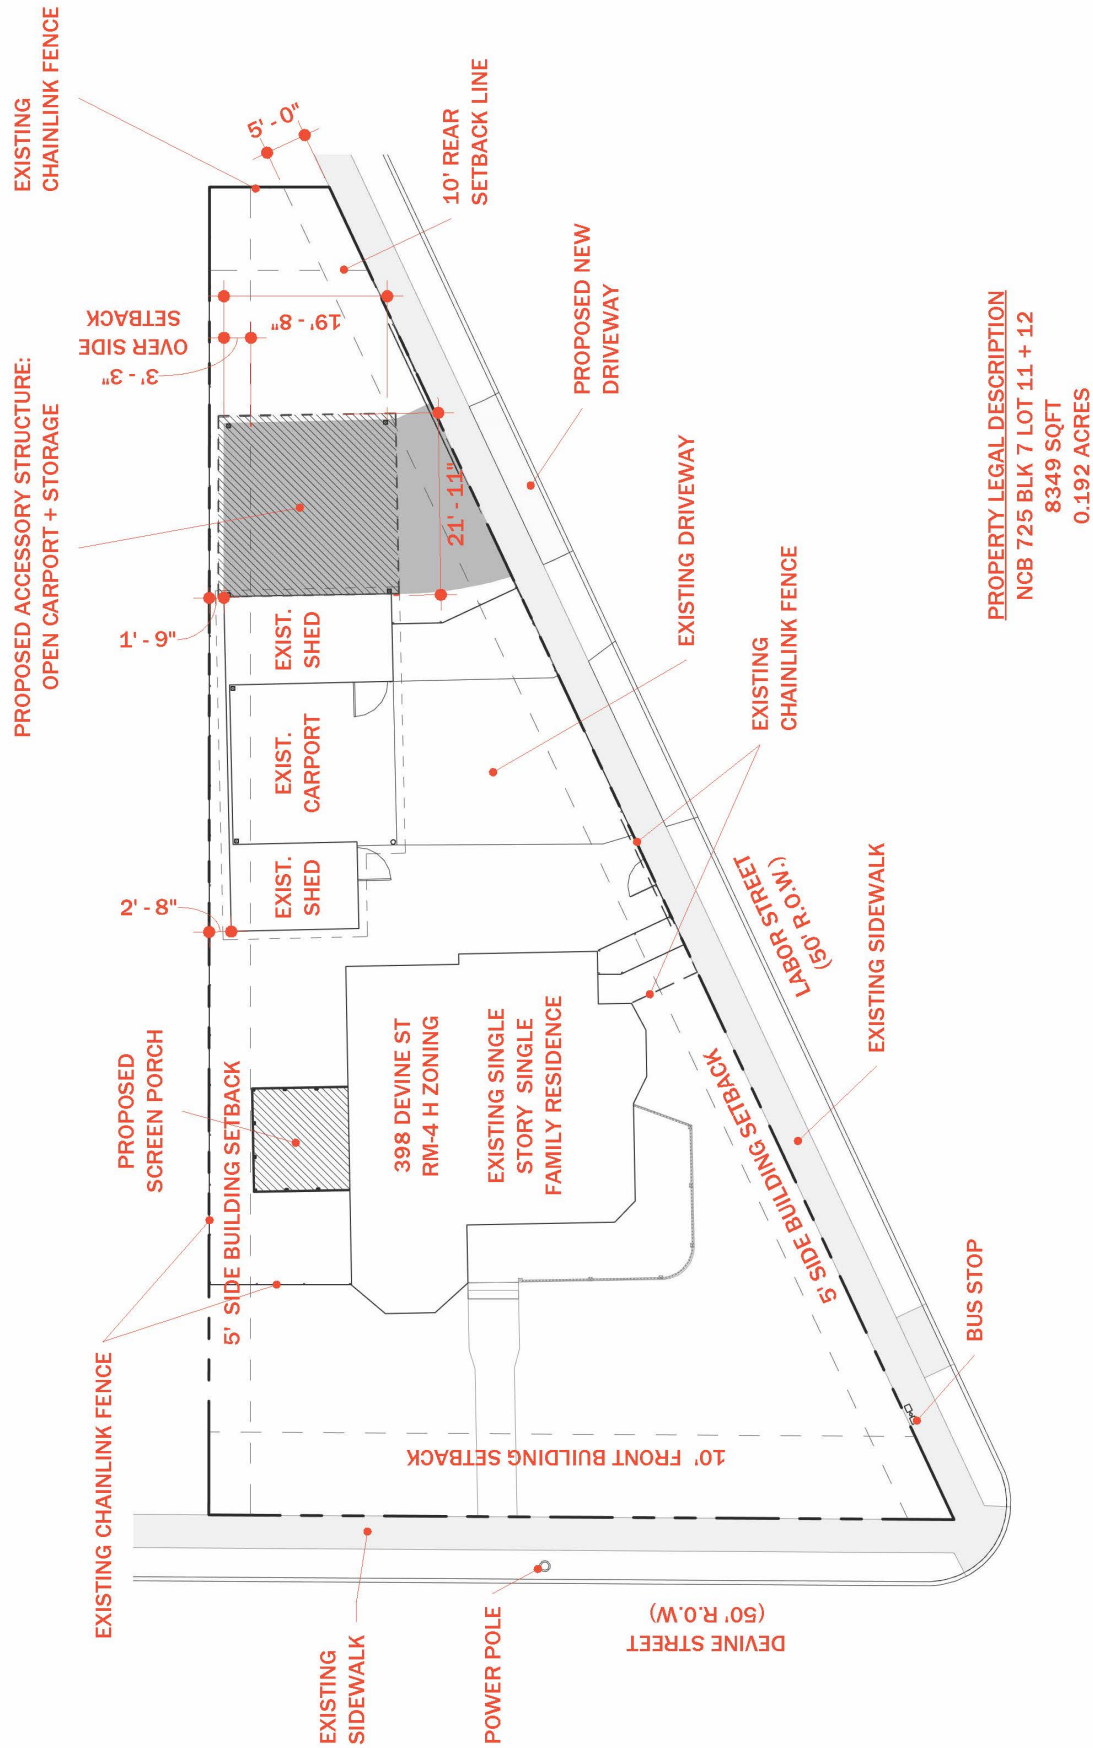 EXISTING
CHAINLINK FENCE
PROPOSED ACCESSORY STRUCTURE:
OPEN CARPORT + STORAGE
5' - 0"
10' REAR
SETBACK LINE
3' - 3"
OVER SIDE
SETBACK
19' - 8"
PROPOSED NEW
DRIVEWAY
21' - 11"
1' - 9"
EXIST.
SHED
EXISTING DRIVEWAY
EXIST.
CARPORT
EXISTING
CHAINLINK FENCE
2' - 8"
EXIST.
SHED
LABOR STREET
(50' R.O.W.)
EXISTING SIDEWALK
PROPOSED
SCREEN PORCH
398 DEVINE ST
RM-4 H ZONING
EXISTING SINGLE
STORY SINGLE
FAMILY RESIDENCE
5' SIDE BUILDING SETBACK
5' SIDE BUILDING SETBACK
BUS STOP
EXISTING CHAINLINK FENCE
10' FRONT BUILDING SETBACK
EXISTING
SIDEWALK
POWER POLE
DEVINE STREET
(50' R.O.W)
PROPERTY LEGAL DESCRIPTION
NCB 725 BLK 7 LOT 11 + 12
8349 SQFT
0.192 ACRES